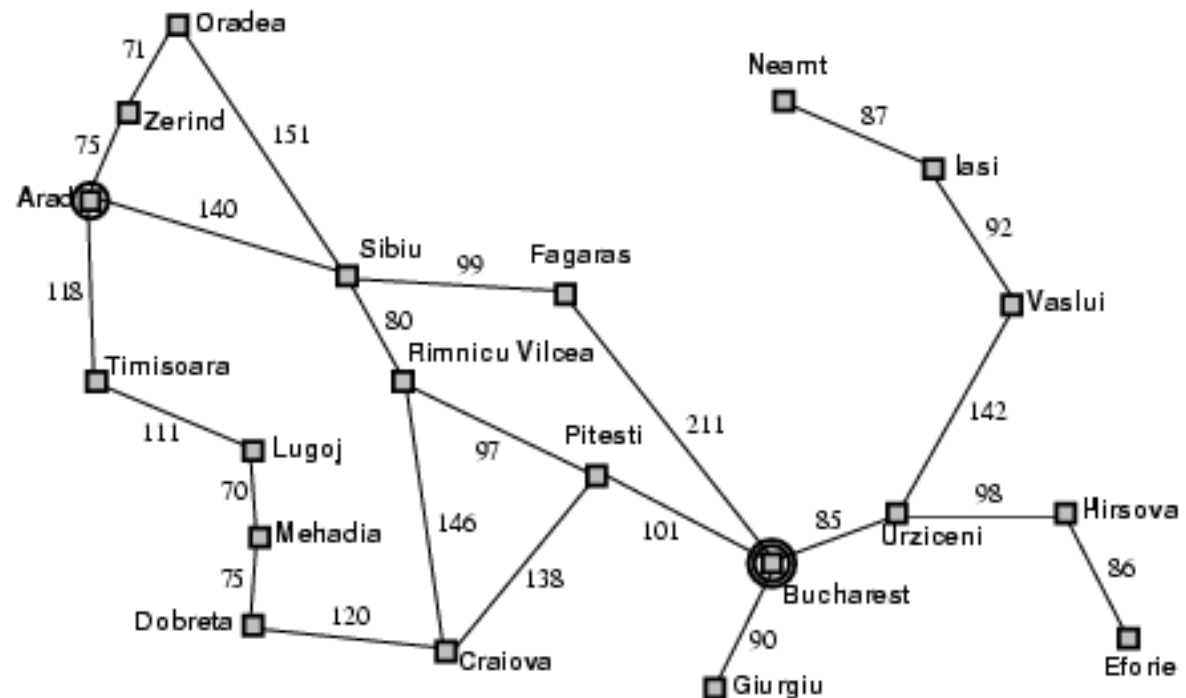 Oradea
71
Neamt
Zerind
87
75
151
Iasi
Arad
140
92
Sibiu
Fagaras
99
118
Vaslui
80
Timisoara
Rimnicu Vilcea
142
111
211
Lugoj
97
Pitesti
70
98
Hirsova
146
85
Mehadia
101
Urziceni
86
75
138
Bucharest
120
Dobreta
90
Craiova
Eforie
Giurgiu